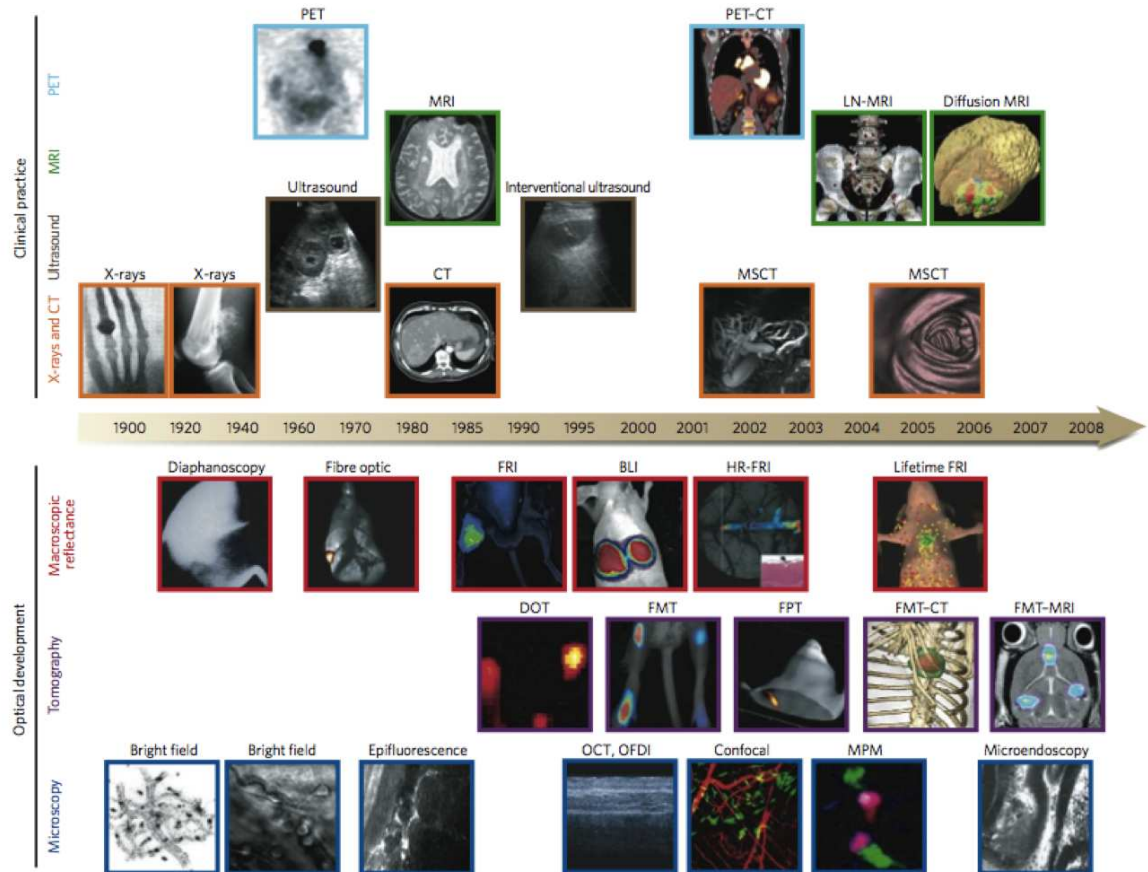 PET
PET–CT
MRI
LN-MRI
Diffusion MRI
Ultrasound
Interventional ultrasound
X-rays
X-rays
CT
MSCT
MSCT
Clinical practice
PET
MRI
Ultrasound
X-rays and CT
1900 1920 1940 1960 1970 1980 1985 1990 1995 2000 2001 2002 2003 2004 2005 2006 2007 2008
Optical development
Macroscopic
reflectance
Tomography
Microscopy
Diaphanoscopy
Fibre optic
FRI
BLI
HR-FRI
Lifetime FRI
DOT
FMT
FPT
FMT–CT
FMT–MRI
Bright field
Bright field
Epifluorescence
OCT, OFDI
Confocal
MPM
Microendoscopy